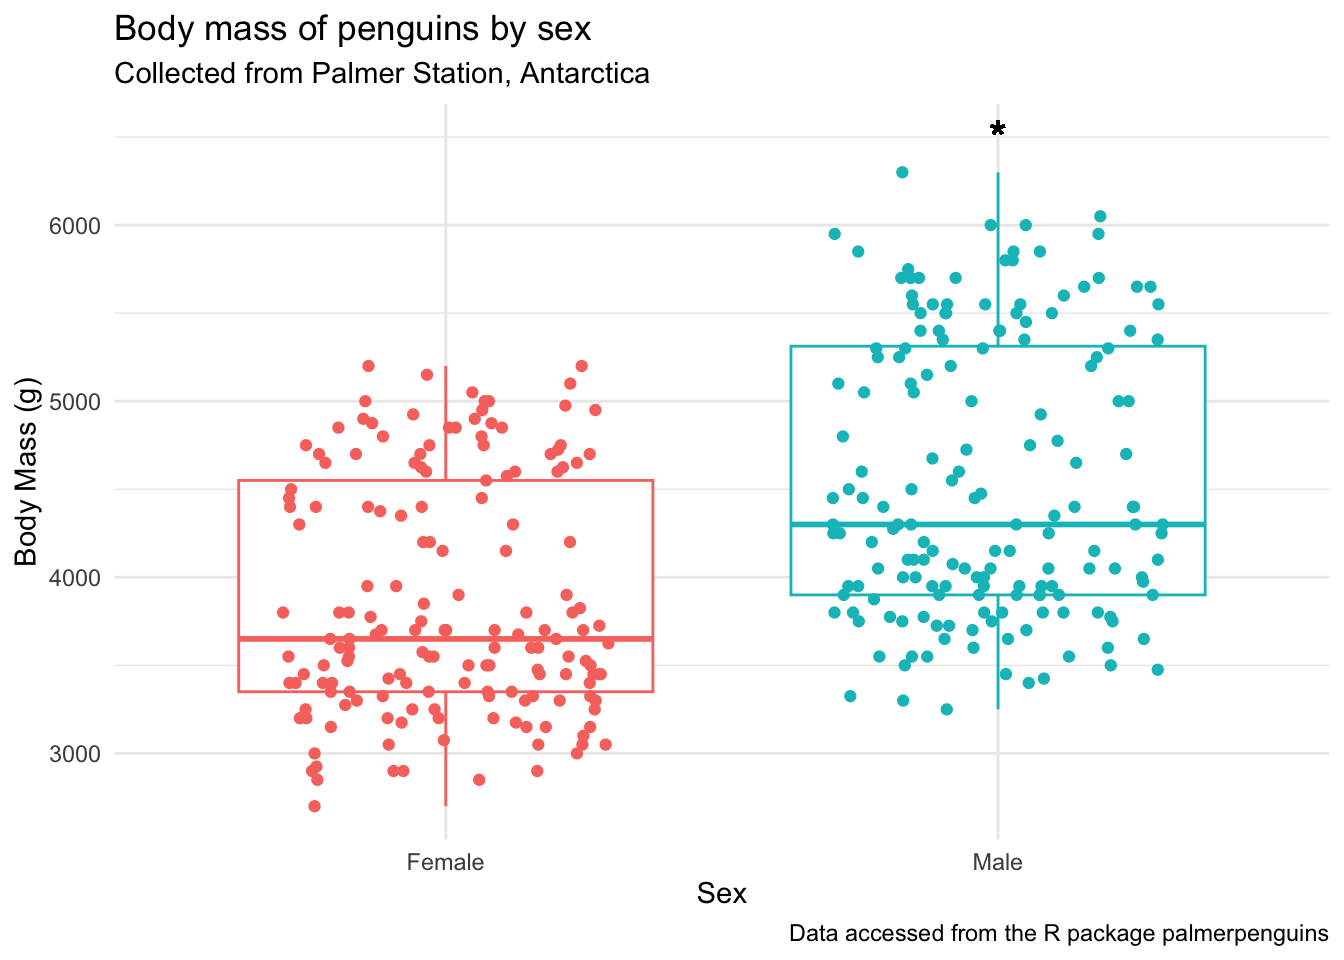 Body mass of penguins by sex
Collected from Palmer Station, Antarctica
*
6000
5000
4000
3000
Body Mass (g)
Female
Male
Sex
Data accessed from the R package palmerpenguins